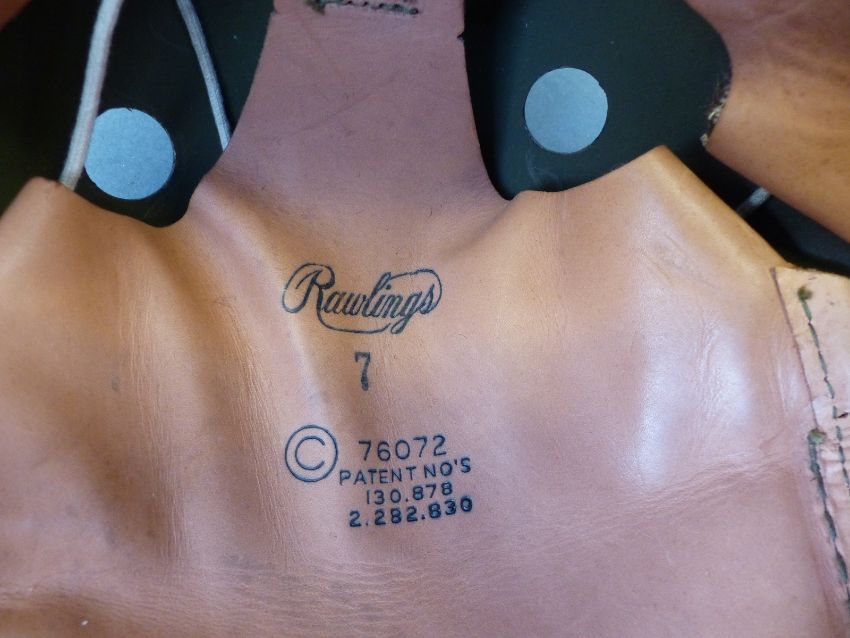 Rawlings
7
© 76072
PATENT NO'S
130.878
2.282.830